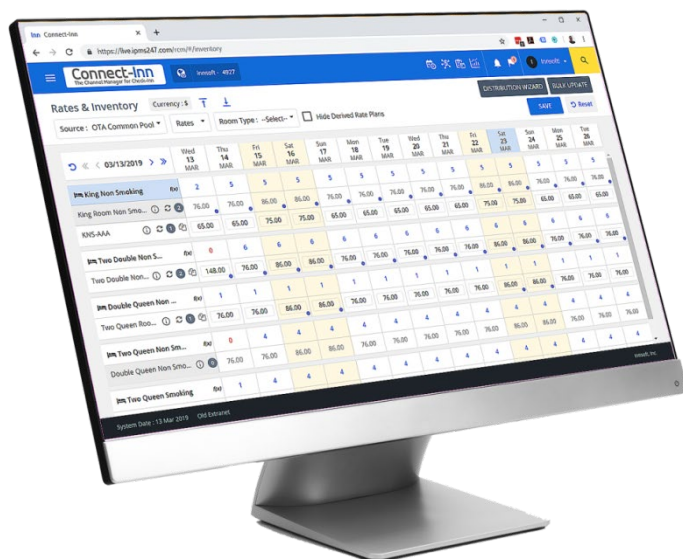 Inn Connect-Inn
https://live.ipms247.com/rcm/#/inventory
Connect-Inn
The Channel Manager for Check-Inn
Innsoft - 4927
Innsoft
Rates & Inventory Currency : $
DISTRIBUTION WIZARD BULK UPDATE
Source : OTA Common Pool Rates Room Type : --Select-- Hide Derived Rate Plans SAVE Reset
03/13/2019 Wed 13 MAR Thu 14 MAR Fri 15 MAR Sat 16 MAR Sun 17 MAR Mon 18 MAR Tue 19 MAR Wed 20 MAR Thu 21 MAR Fri 22 MAR Sat 23 MAR Sun 24 MAR Mon 25 MAR Tue 26 MAR
King Non Smoking f(x) 2 5 5 5 5 5 5 5 5 5 5 5 5 5
King Room Non Smo... 2 76.00 76.00 86.00 86.00 76.00 76.00 76.00 76.00 76.00 86.00 86.00 76.00 76.00 76.00
KNS-AAA 1 65.00 65.00 75.00 75.00 65.00 65.00 65.00 65.00 65.00 75.00 75.00 65.00 65.00 65.00
Two Double Non S... f(x) 0 6 6 6 6 6 6 6 6 6 6 6 6 6
Two Double Non... 148.00 76.00 86.00 86.00 76.00 76.00 76.00 76.00 76.00 86.00 86.00 76.00 76.00 76.00
Double Queen Non ... f(x) 1 1 1 1 1 1 1 1 1 1 1 1 1 1
Two Queen Roo... 1 76.00 76.00 86.00 86.00 76.00 76.00 76.00 76.00 76.00 86.00 86.00 76.00 76.00 76.00
Two Queen Non Sm... f(x) 0 4 4 4 4 4 4 4 4 4 4 4 4 4
Double Queen Non Smo... 0 76.00 76.00 86.00 86.00 76.00 76.00 76.00 76.00 76.00 86.00 86.00 76.00 76.00 76.00
Two Queen Smoking f(x) 1 4 4 4 4 4 4
System Date : 13 Mar 2019 Old Extranet
Innsoft, Inc.